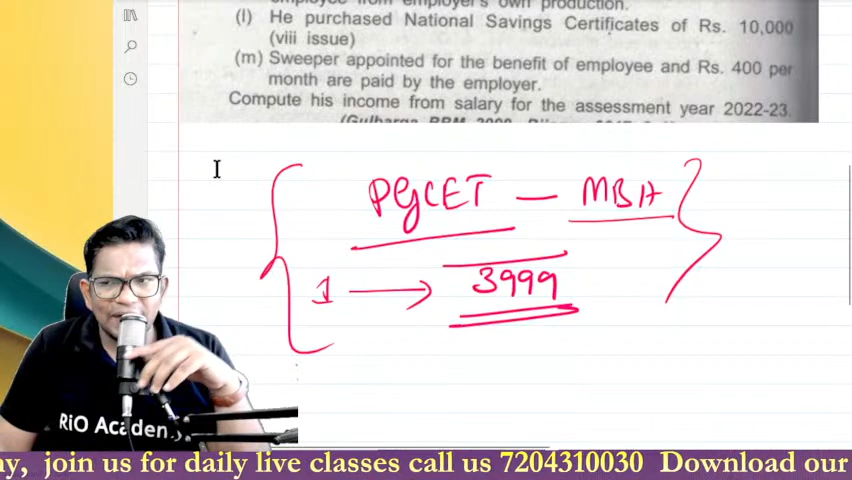 employee from employer's own production.
(l) He purchased National Savings Certificates of Rs. 10,000
(viii issue)
(m) Sweeper appointed for the benefit of employee and Rs. 400 per
month are paid by the employer.
Compute his income from salary for the assessment year 2022-23.
PGCET — MBA
1 → 3999
RiO Academy
join us for daily live classes call us 7204310030 Download our